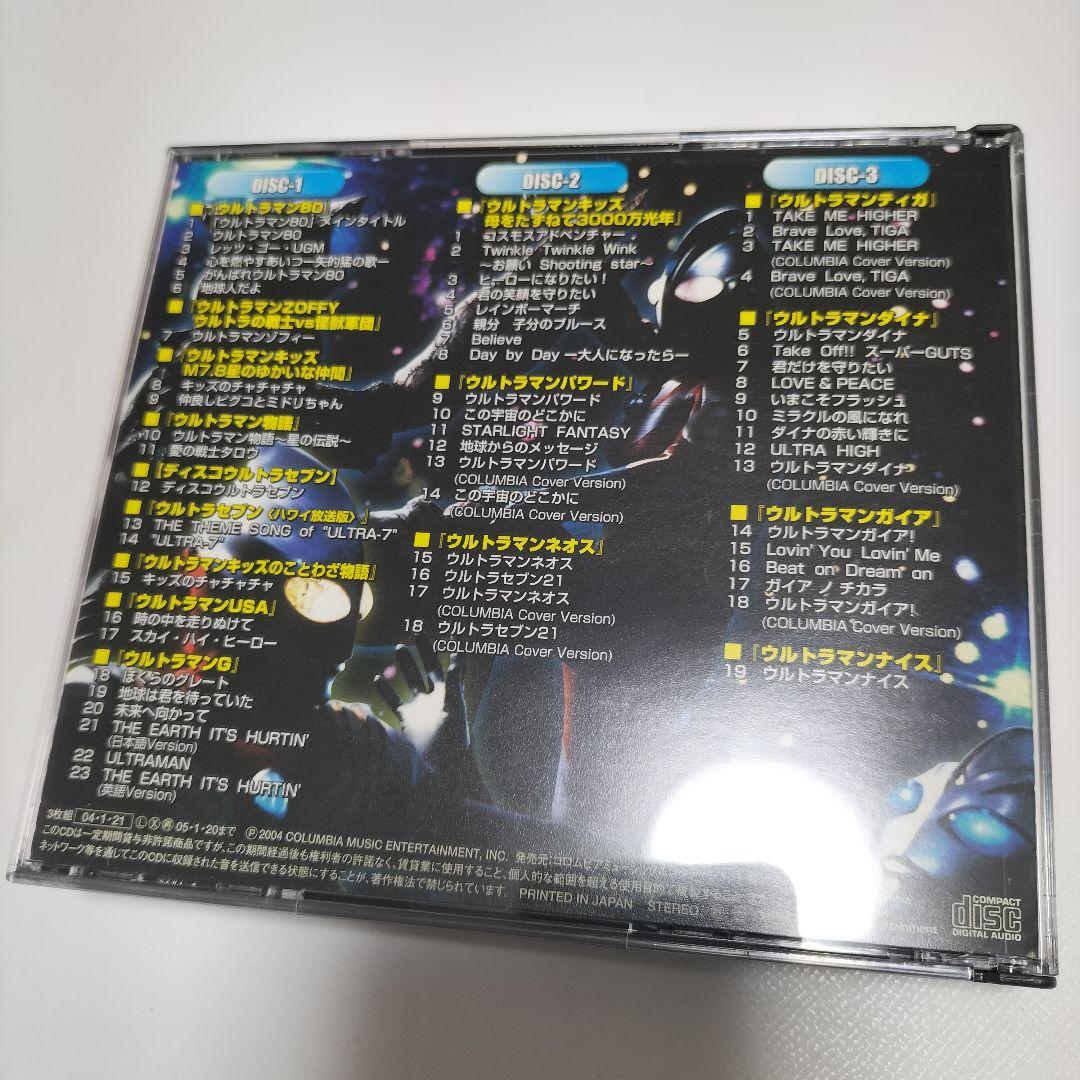 DISC-1
■『ウルトラマン80』
1 『ウルトラマン80』メインタイトル
2 ウルトラマン80
3 レッツ・ゴー・UGM
4 心を燃やすあいつー矢的猛の歌ー
5 がんばれウルトラマン80
6 地球人だよ
■『ウルトラマンZOFFY
ウルトラの戦士vs怪獣軍団』
7 ウルトラマンゾフィー
■『ウルトラマンキッズ
M7.8星のゆかいな仲間』
8 キッズのチャチャチャ
9 仲良しピグコとミドリちゃん
■『ウルトラマン物語』
10 ウルトラマン物語〜星の伝説〜
11 愛の戦士タロウ
■【ディスコウルトラセブン】
12 ディスコウルトラセブン
■『ウルトラセブン〈ハワイ放送版〉』
13 THE THEME SONG of "ULTRA-7"
14 "ULTRA-7"
■『ウルトラマンキッズのことわざ物語』
15 キッズのチャチャチャ
■『ウルトラマンUSA』
16 時の中を走りぬけて
17 スカイ・ハイ・ヒーロー
■『ウルトラマンG』
18 ぼくらのグレート
19 地球は君を待っていた
20 未来へ向かって
21 THE EARTH IT'S HURTIN'
(日本語Version)
22 ULTRAMAN
23 THE EARTH IT'S HURTIN'
(英語Version)
DISC-2
■『ウルトラマンキッズ
母をたずねて3000万光年』
1 コスモスアドベンチャー
2 Twinkle Twinkle Wink
〜お願い Shooting star〜
3 ヒーローになりたい!
4 君の笑顔を守りたい
5 レインボーマーチ
6 親分 子分のブルース
7 Believe
8 Day by Day ー大人になったらー
■『ウルトラマンパワード』
9 ウルトラマンパワード
10 この宇宙のどこかに
11 STARLIGHT FANTASY
12 地球からのメッセージ
13 ウルトラマンパワード
(COLUMBIA Cover Version)
14 この宇宙のどこかに
(COLUMBIA Cover Version)
■『ウルトラマンネオス』
15 ウルトラマンネオス
16 ウルトラセブン21
17 ウルトラマンネオス
(COLUMBIA Cover Version)
18 ウルトラセブン21
(COLUMBIA Cover Version)
DISC-3
■『ウルトラマンティガ』
1 TAKE ME HIGHER
2 Brave Love, TIGA
3 TAKE ME HIGHER
(COLUMBIA Cover Version)
4 Brave Love, TIGA
(COLUMBIA Cover Version)
■『ウルトラマンダイナ』
5 ウルトラマンダイナ
6 Take Off!! スーパーGUTS
7 君だけを守りたい
8 LOVE & PEACE
9 いまこそフラッシュ
10 ミラクルの風になれ
11 ダイナの赤い輝きに
12 ULTRA HIGH
13 ウルトラマンダイナ
(COLUMBIA Cover Version)
■『ウルトラマンガイア』
14 ウルトラマンガイア!
15 Lovin' You Lovin' Me
16 Beat on Dream on
17 ガイア ノ チカラ
18 ウルトラマンガイア!
(COLUMBIA Cover Version)
■『ウルトラマンナイス』
19 ウルトラマンナイス
3枚組 04・1・21 Ⓛ Ⓧ 05・1・20まで Ⓟ 2004 COLUMBIA MUSIC ENTERTAINMENT, INC. 発売元:コロムビア
このCDは一定期間貸与非許諾商品ですが、この期間経過後も権利者の許諾なく、賃貸業に使用すること、個人的な範囲を超える使用目的
ネットワーク等を通じてこのCDに収録された音を送信できる状態にすることが、著作権法で禁じられています。 PRINTED IN JAPAN STEREO
COMPACT
disc
DIGITAL AUDIO